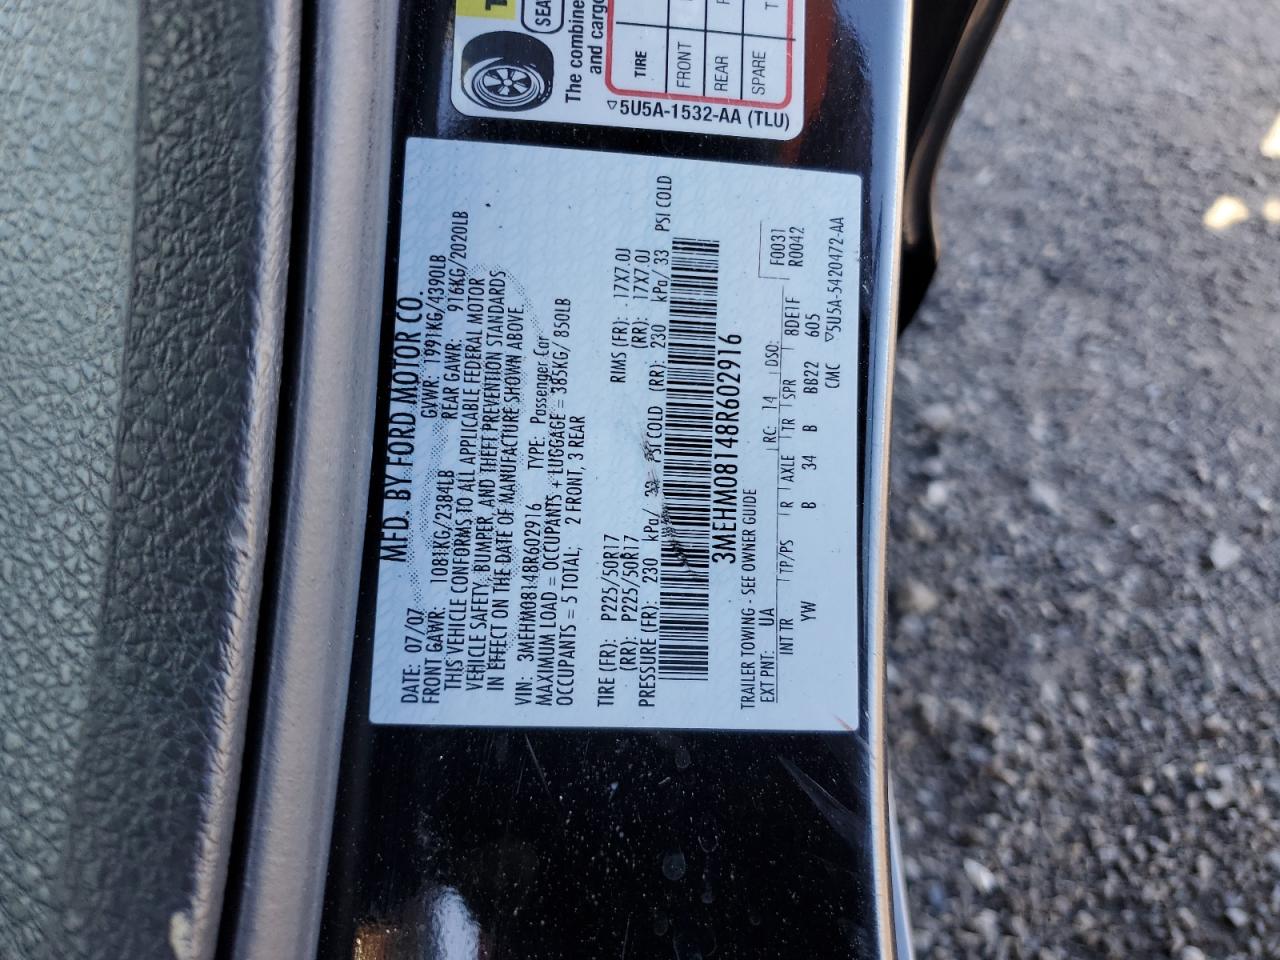 SEA
The combine
and cargo
TIRE
FRONT
REAR
SPARE
5U5A-1532-AA (TLU)
MFD. BY FORD MOTOR CO.
DATE: 07/07 GVWR: 1991KG/4390LB
FRONT GAWR: 1081KG/2384LB REAR GAWR: 916KG/2020LB
THIS VEHICLE CONFORMS TO ALL APPLICABLE FEDERAL MOTOR
VEHICLE SAFETY, BUMPER, AND THEFT PREVENTION STANDARDS
IN EFFECT ON THE DATE OF MANUFACTURE SHOWN ABOVE.
VIN: 3MEHM08148R602916 TYPE: Passenger Car
MAXIMUM LOAD = OCCUPANTS + LUGGAGE = 385KG/ 850LB
OCCUPANTS = 5 TOTAL; 2 FRONT, 3 REAR
TIRE (FR): P225/50R17 RIMS (FR): 17X7.0J
(RR): P225/50R17 (RR): 17X7.0J
PRESSURE (FR): 230 kPa/ 33 PSI COLD (RR): 230 kPa/ 33 PSI COLD
3MEHM08148R602916
TRAILER TOWING - SEE OWNER GUIDE
EXT PNT: UA RC: 14 DSO: F0031
R0042
INT TR TP/PS R AXLE TR SPR 8DE1F
YW B 34 B BB22 605
CMC 5U5A-5420472-AA